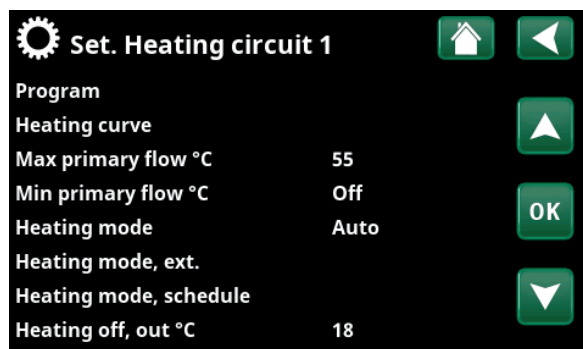 Set. Heating circuit 1
Program
Heating curve
Max primary flow °C 55
Min primary flow °C Off
Heating mode Auto
OK
Heating mode, ext.
Heating mode, schedule
Heating off, out °C 18